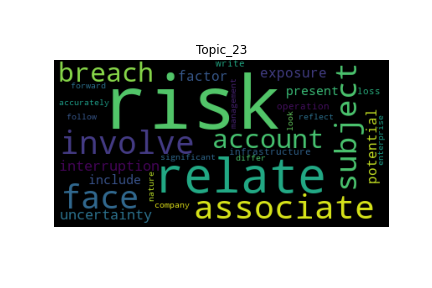 Topic_23
write
breach
factor
exposure
risk
forward
management
present
loss
accurately
operation
subject
potential
follow
look
reflect
enterprise
involve
account
infrastructure
significant
differ
interruption
relate
include
nature
face
associate
uncertainty
company